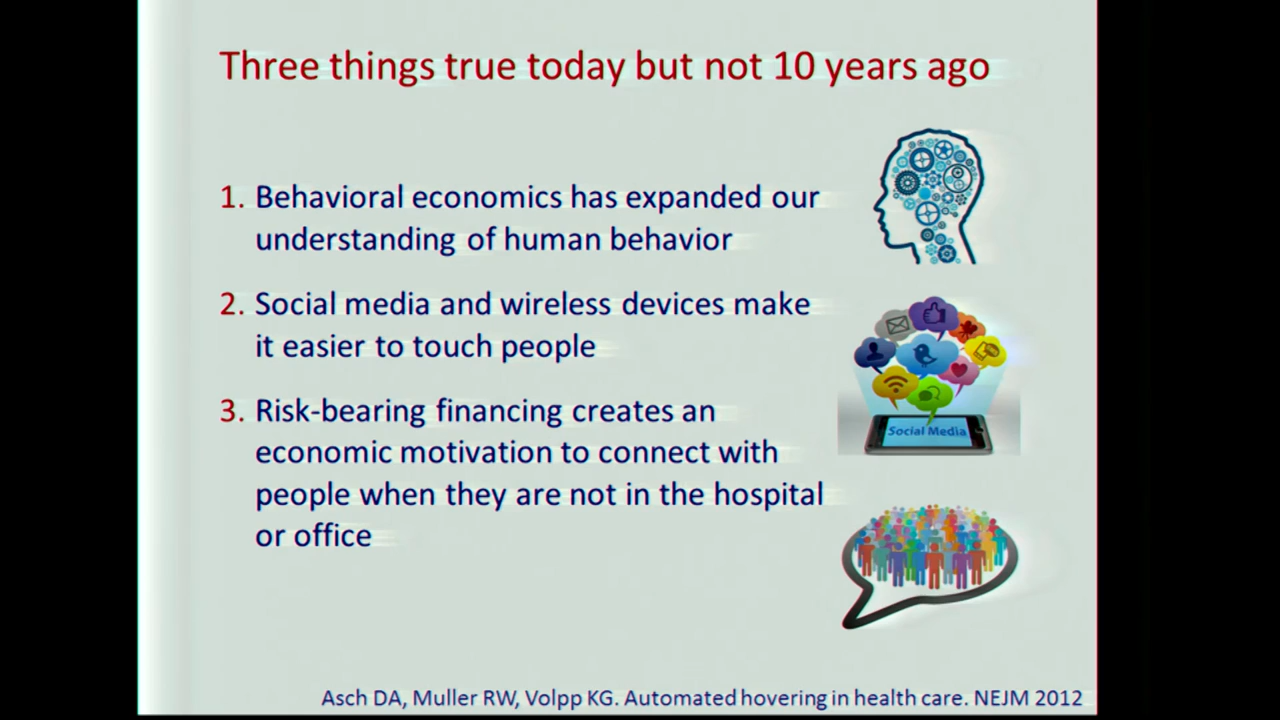 Three things true today but not 10 years ago
1. Behavioral economics has expanded our
understanding of human behavior
2. Social media and wireless devices make
it easier to touch people
Social Media
3. Risk-bearing financing creates an
economic motivation to connect with
people when they are not in the hospital
or office
Asch DA, Muller RW, Volpp KG. Automated hovering in health care. NEJM 2012